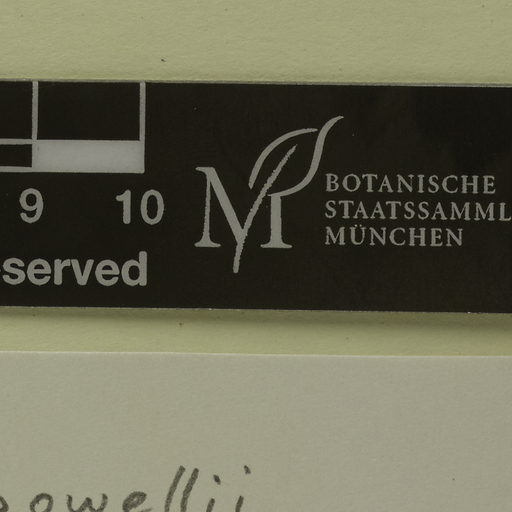 9 10
served
BOTANISCHE
STAATSSAMML
MÜNCHEN
owellii